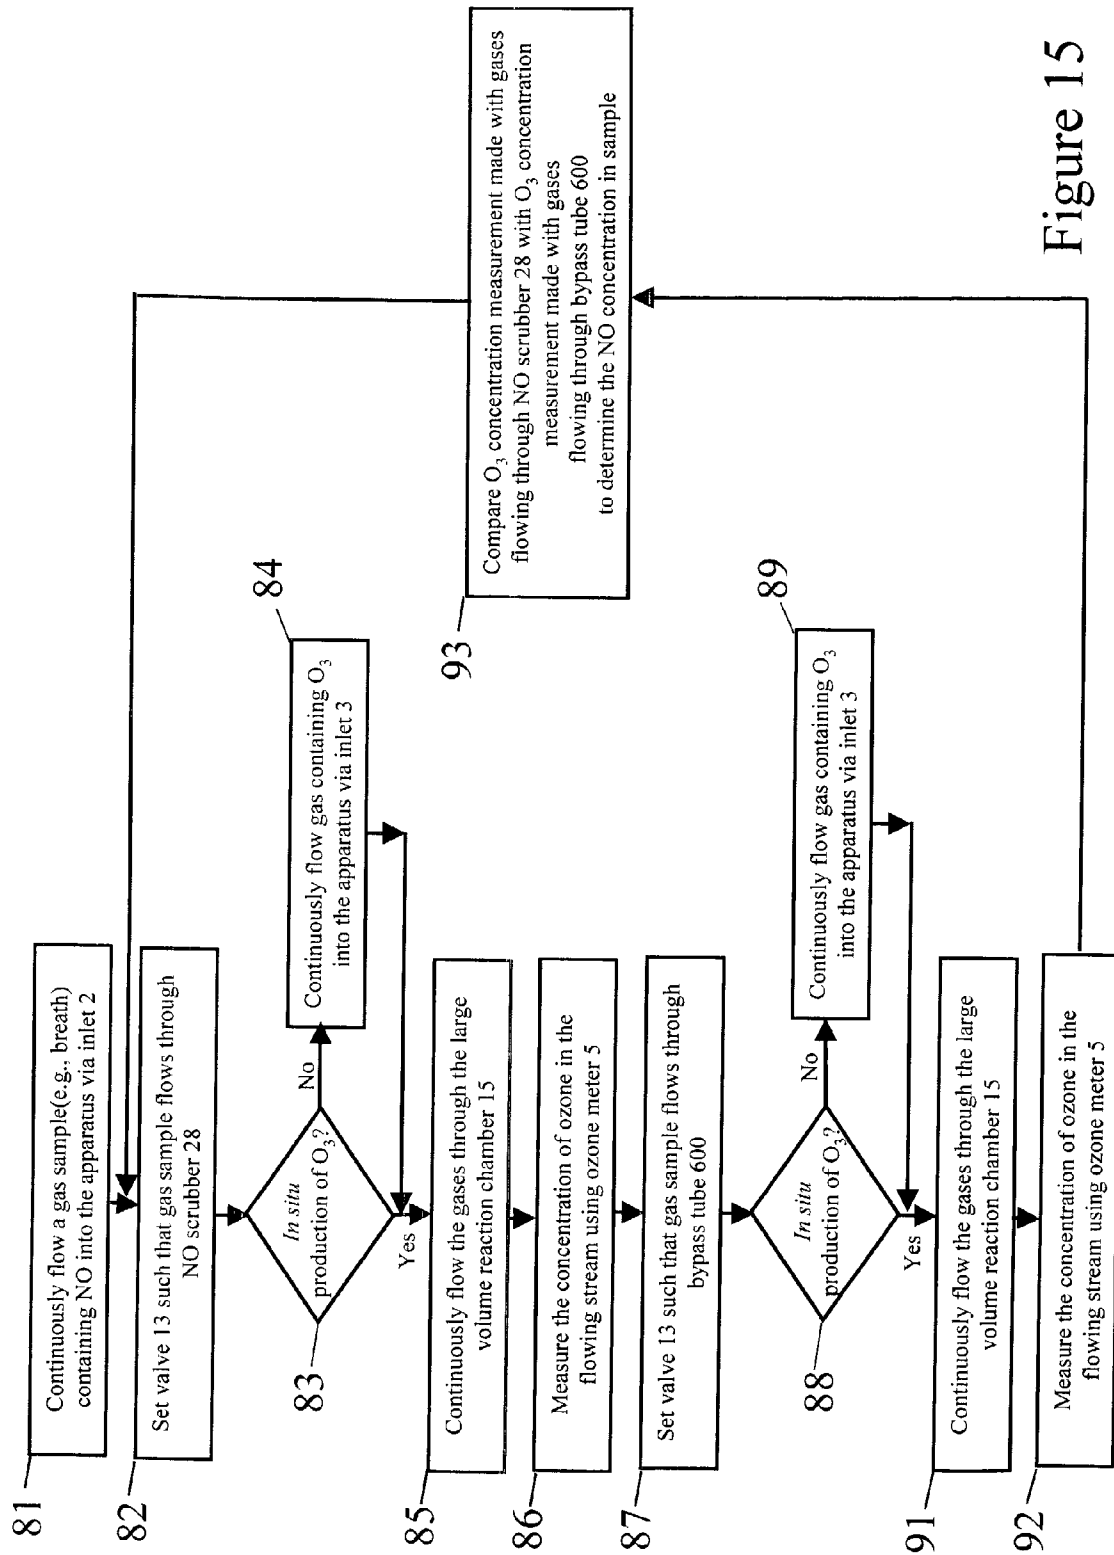 81
Continuously flow a gas sample(e.g., breath)
containing NO into the apparatus via inlet 2
82
Set valve 13 such that gas sample flows through
NO scrubber 28
83
In situ
production of O3?
No
Yes
84
Continuously flow gas containing O3
into the apparatus via inlet 3
85
Continuously flow the gases through the large
volume reaction chamber 15
86
Measure the concentration of ozone in the
flowing stream using ozone meter 5
87
Set valve 13 such that gas sample flows through
bypass tube 600
88
In situ
production of O3?
No
Yes
89
Continuously flow gas containing O3
into the apparatus via inlet 3
91
Continuously flow the gases through the large
volume reaction chamber 15
92
Measure the concentration of ozone in the
flowing stream using ozone meter 5
93
Compare O3 concentration measurement made with gases
flowing through NO scrubber 28 with O3 concentration
measurement made with gases
flowing through bypass tube 600
to determine the NO concentration in sample
Figure 15